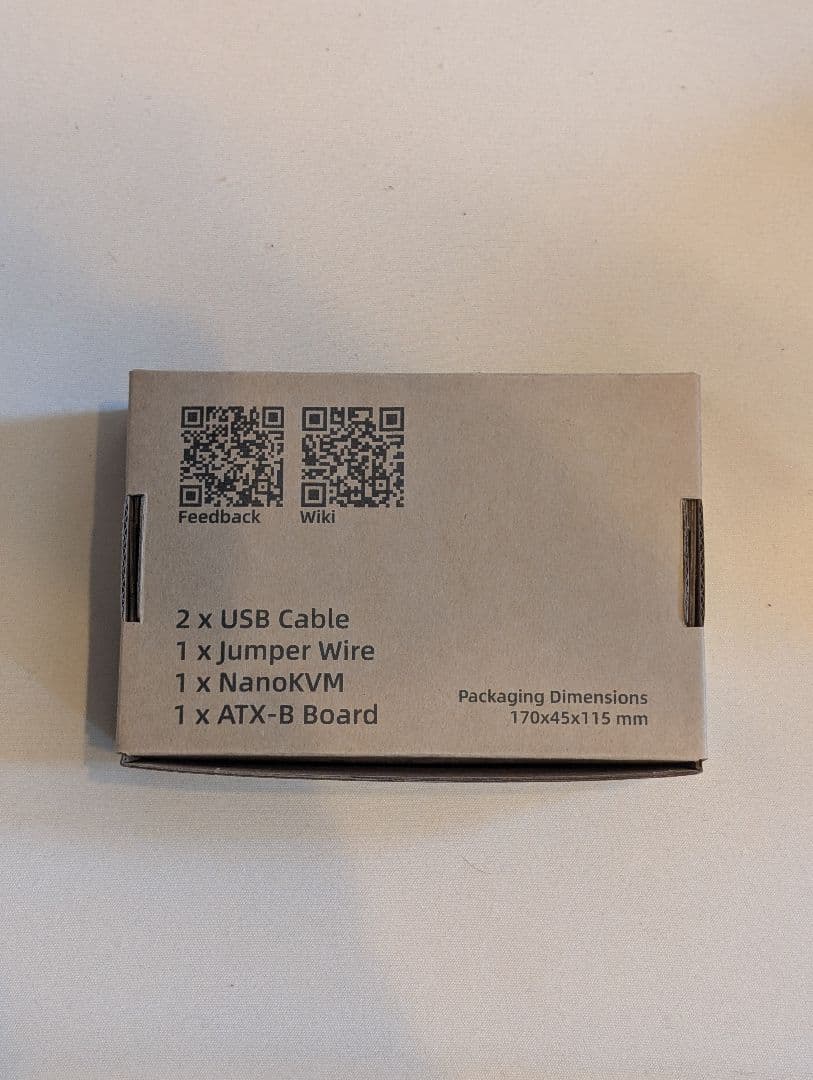 Feedback Wiki
2 x USB Cable
1 x Jumper Wire
1 x NanoKVM
1 x ATX-B Board
Packaging Dimensions
170x45x115 mm